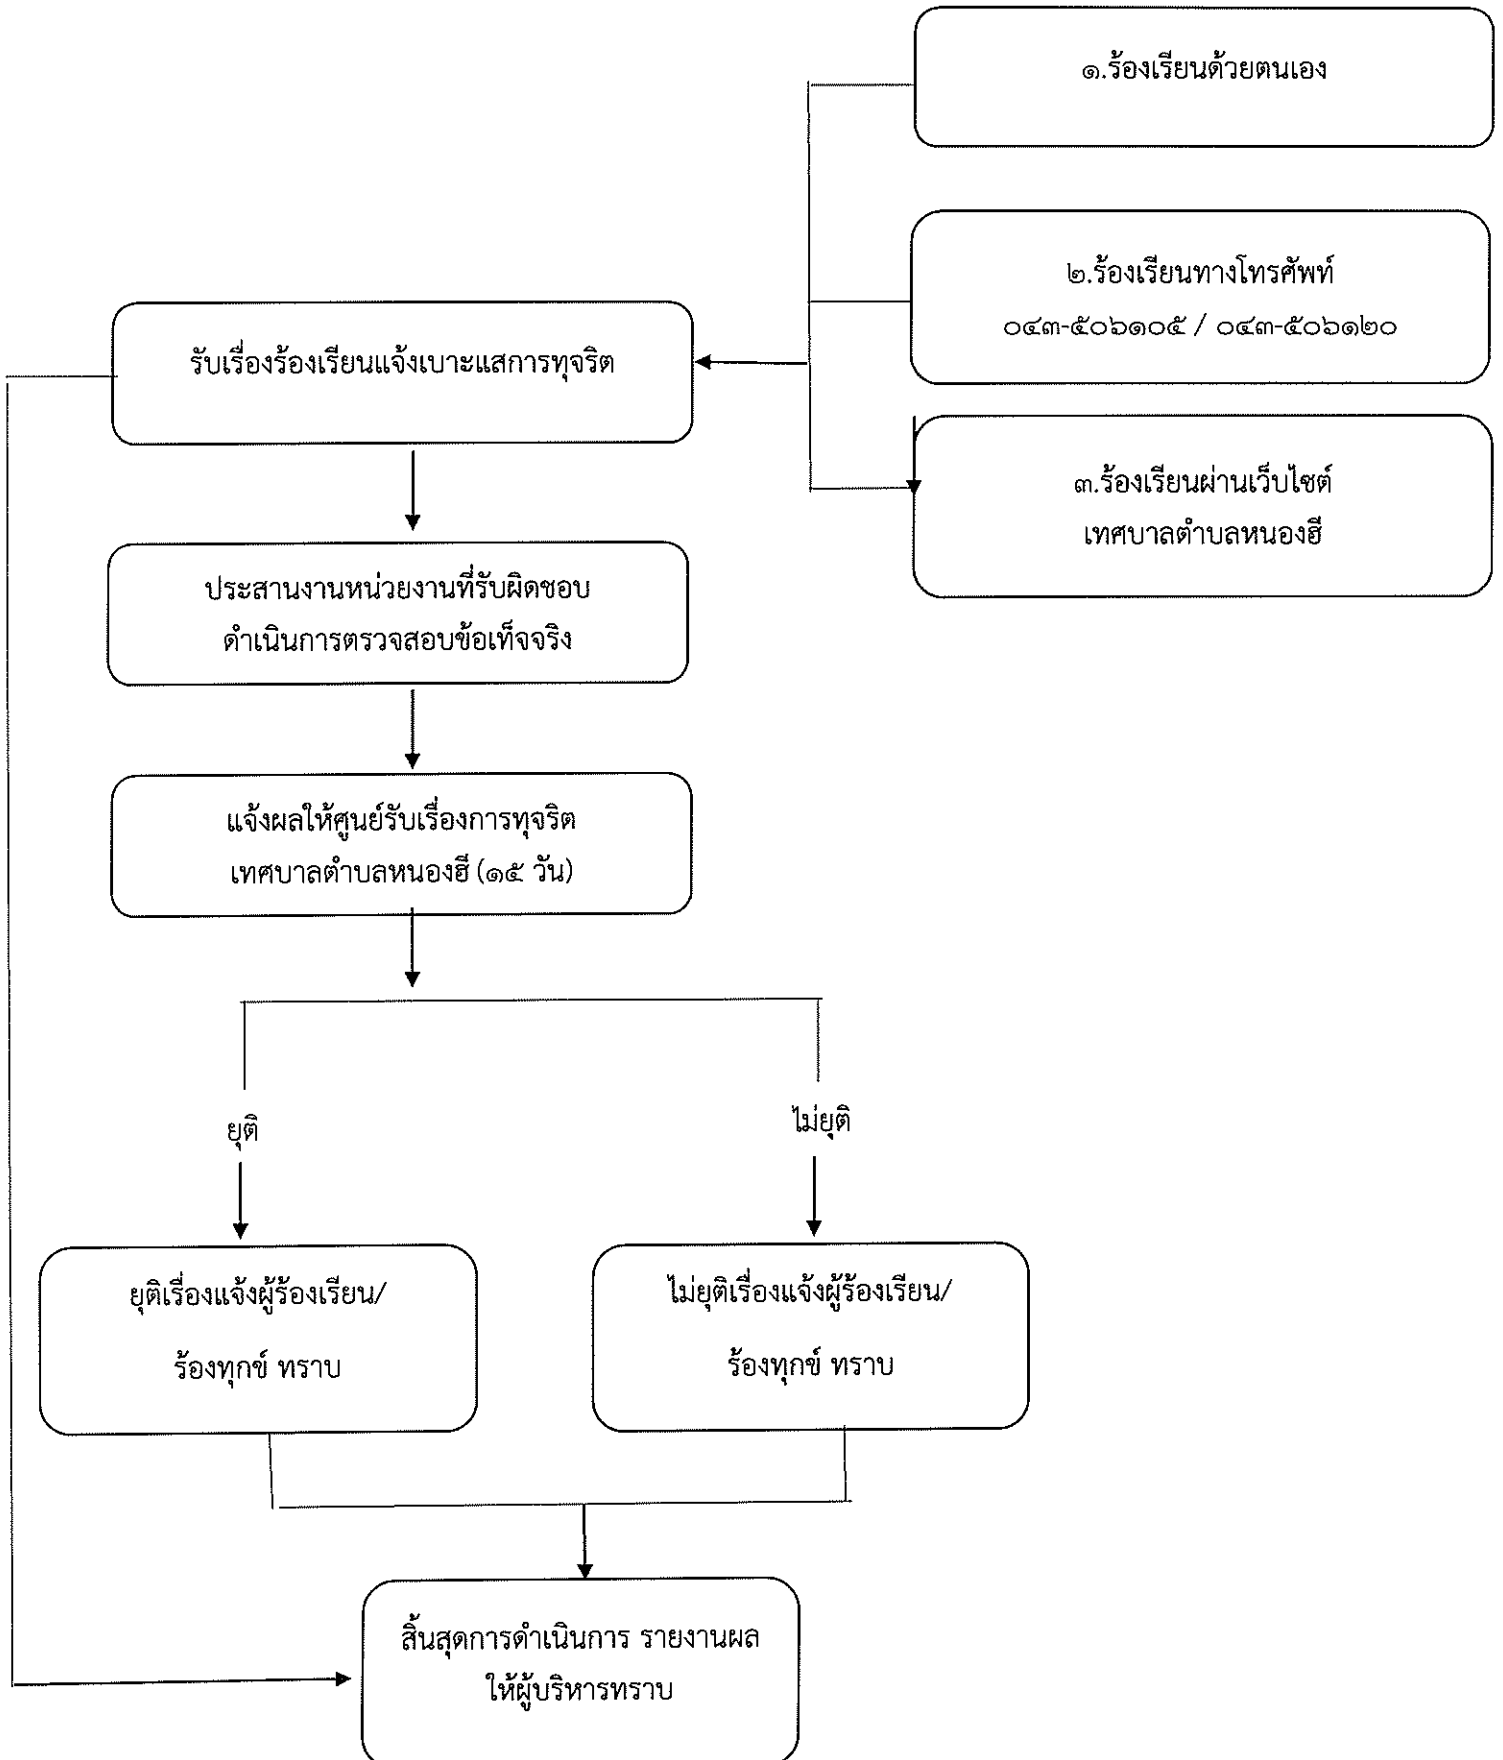 ๑.ร้องเรียนด้วยตนเอง
๒.ร้องเรียนทางโทรศัพท์
๐๔๓-๕๐๖๑๐๕ / ๐๔๓-๕๐๖๑๒๐
๓.ร้องเรียนผ่านเว็บไซต์
เทศบาลตำบลหนองฮี
รับเรื่องร้องเรียนแจ้งเบาะแสการทุจริต
ประสานงานหน่วยงานที่รับผิดชอบ
ดำเนินการตรวจสอบข้อเท็จจริง
แจ้งผลให้ศูนย์รับเรื่องการทุจริต
เทศบาลตำบลหนองฮี (๑๕ วัน)
ยุติ
ไม่ยุติ
ยุติเรื่องแจ้งผู้ร้องเรียน/
ร้องทุกข์ ทราบ
ไม่ยุติเรื่องแจ้งผู้ร้องเรียน/
ร้องทุกข์ ทราบ
สิ้นสุดการดำเนินการ รายงานผล
ให้ผู้บริหารทราบ